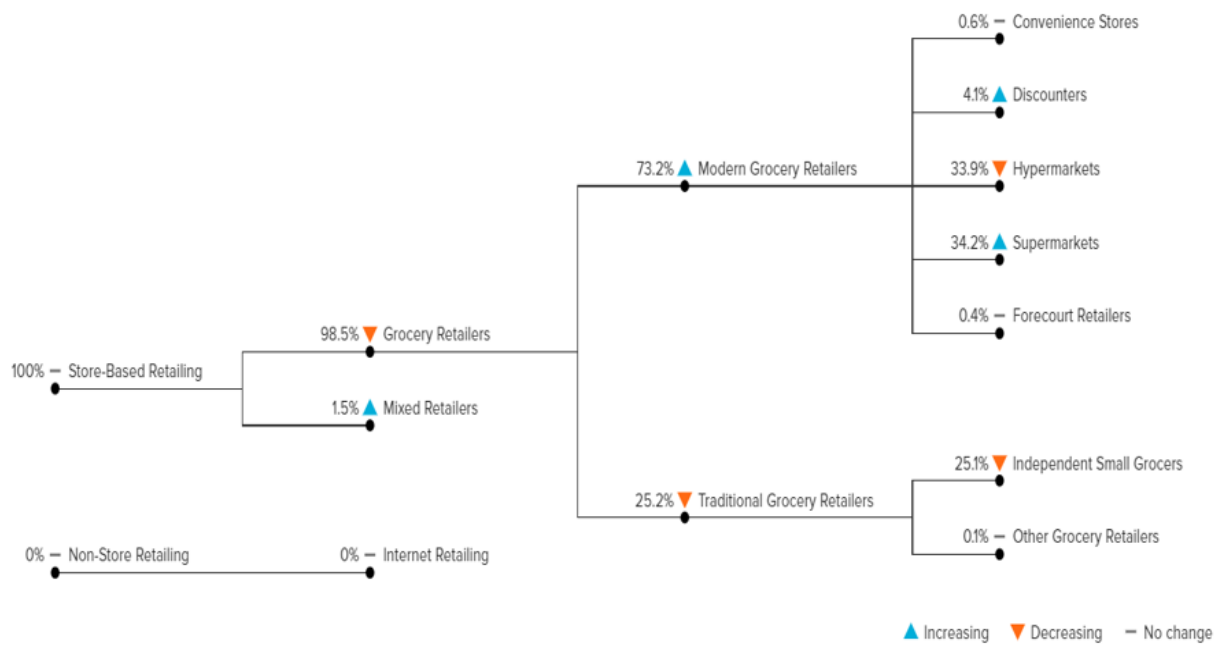 0.6% – Convenience Stores
4.1% ▲ Discounters
73.2% ▲ Modern Grocery Retailers
33.9% ▼ Hypermarkets
34.2% ▲ Supermarkets
0.4% – Forecourt Retailers
98.5% ▼ Grocery Retailers
100% – Store-Based Retailing
1.5% ▲ Mixed Retailers
25.1% ▼ Independent Small Grocers
25.2% ▼ Traditional Grocery Retailers
0.1% – Other Grocery Retailers
0% – Non-Store Retailing
0% – Internet Retailing
▲ Increasing ▼ Decreasing – No change